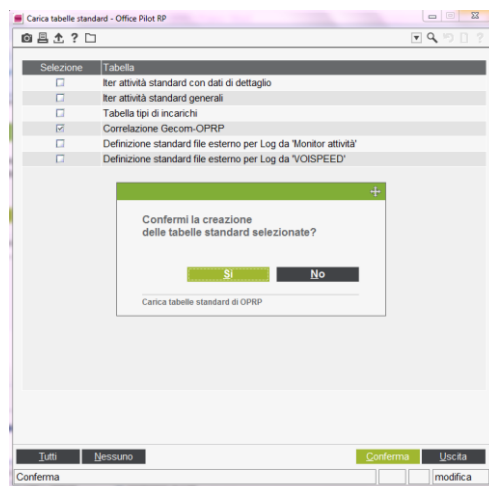 Carica tabelle standard - Office Pilot RP
Selezione Tabella
Iter attività standard con dati di dettaglio
Iter attività standard generali
Tabella tipi di incarichi
Correlazione Gecom-OPRP
Definizione standard file esterno per Log da 'Monitor attività'
Definizione standard file esterno per Log da 'VOISPEED'
Confermi la creazione
delle tabelle standard selezionate?
Si No
Carica tabelle standard di OPRP
Tutti Nessuno Conferma Uscita
Conferma modifica